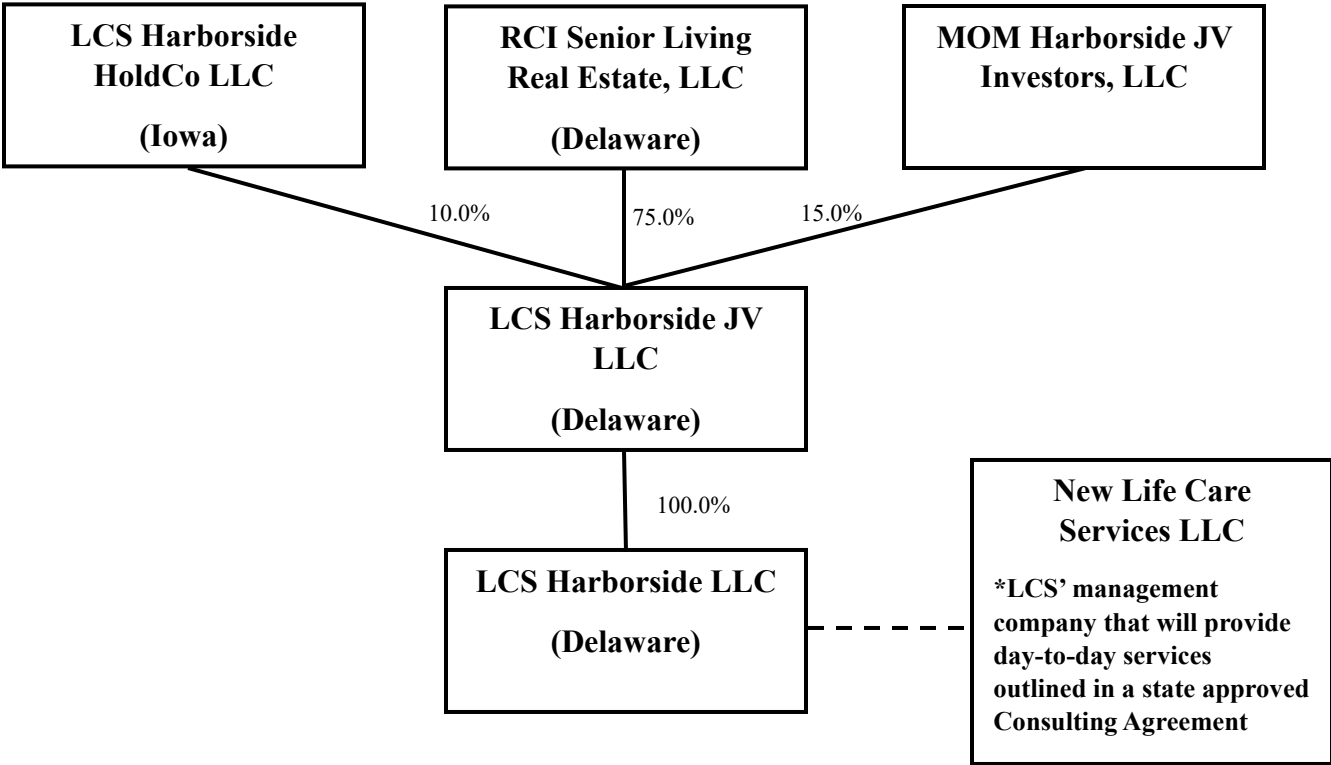 LCS Harborside
HoldCo LLC
(Iowa)
RCI Senior Living
Real Estate, LLC
(Delaware)
MOM Harborside JV
Investors, LLC
10.0%
75.0%
15.0%
LCS Harborside JV
LLC
(Delaware)
100.0%
LCS Harborside LLC
(Delaware)
New Life Care
Services LLC
*LCS’ management
company that will provide
day-to-day services
outlined in a state approved
Consulting Agreement